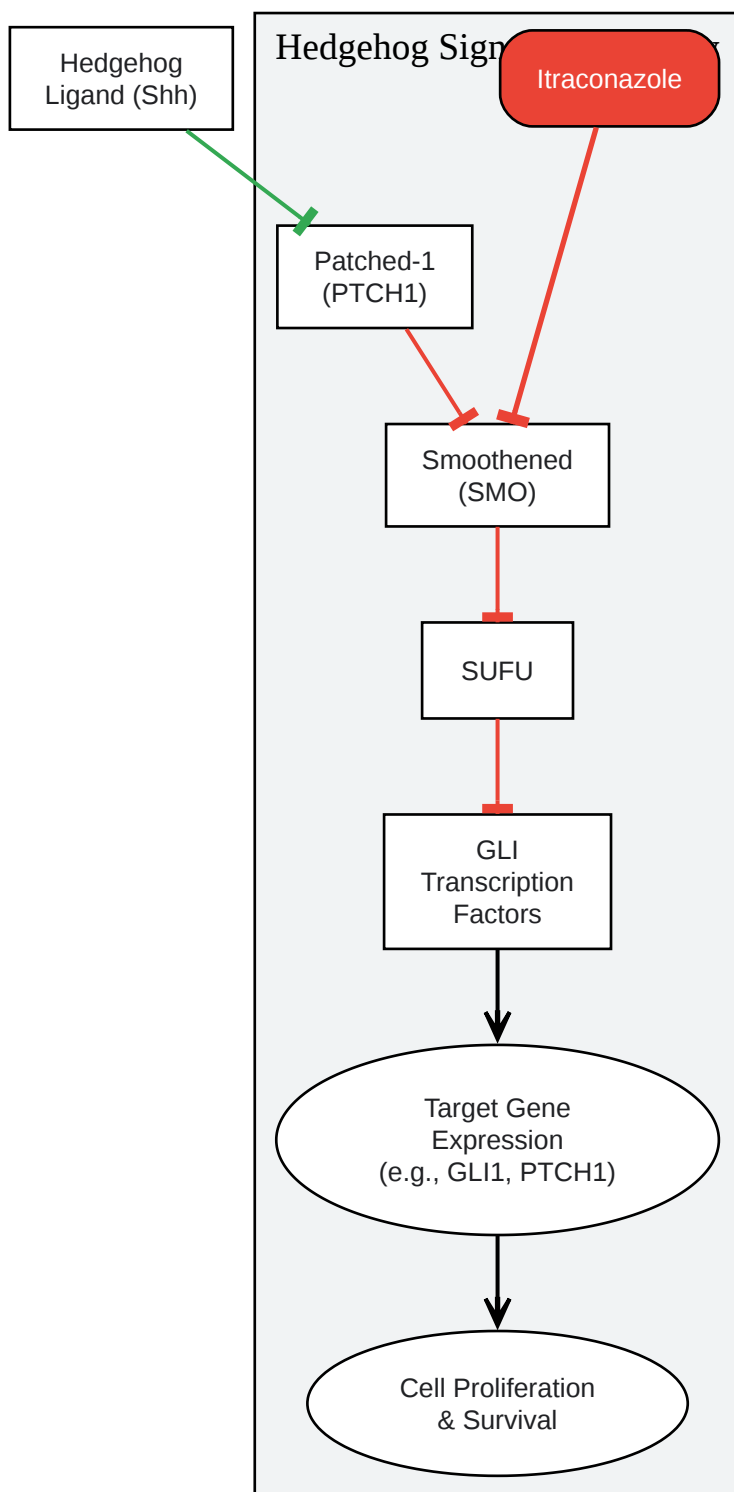 Hedgehog
Ligand (Shh)
Hedgehog
Itraconazole
Patched-1
(PTCH1)
Smoothened
(SMO)
SUFU
GLI
Transcription
Factors
Target Gene
Expression
(e.g., GLI1, PTCH1)
Cell Proliferation
& Survival